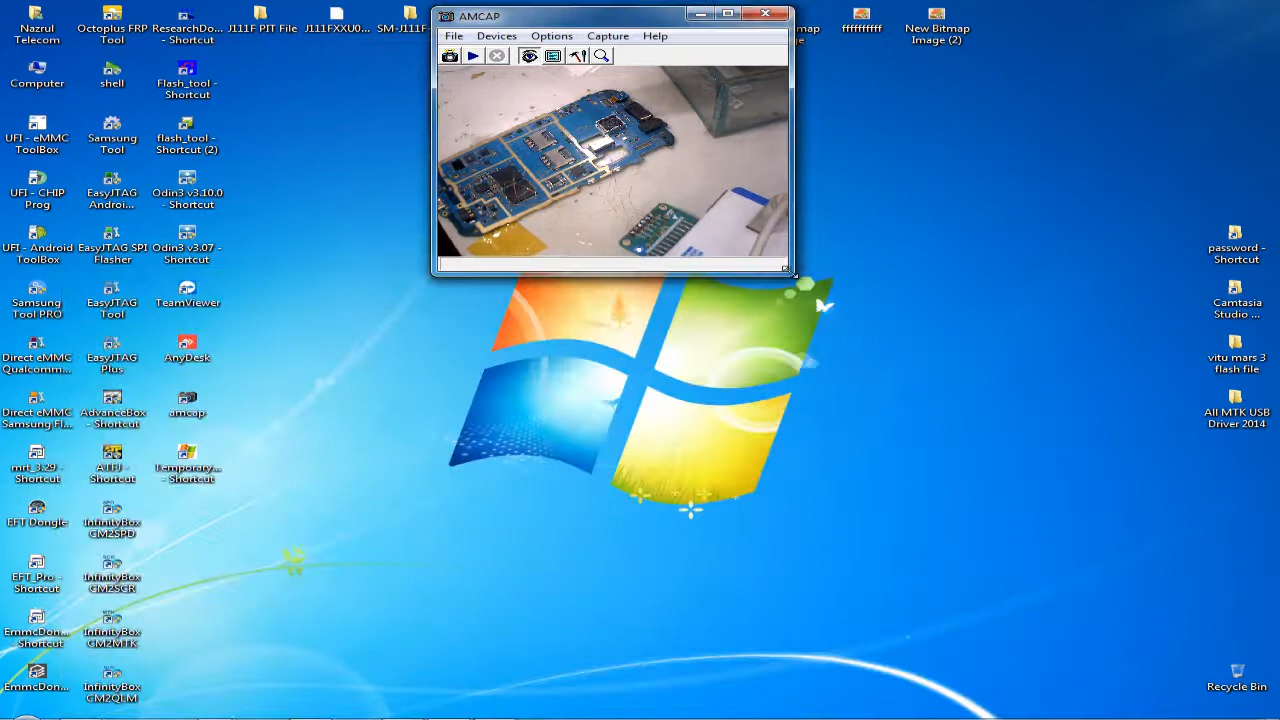 Nazrul
Telecom
Octoplus FRP
Tool
ResearchDo...
- Shortcut
J111F PIT File
J111FXXU0...
SM-J111F
AMCAP
File
Devices
Options
Capture
Help
ffffffffff
New Bitmap
Image (2)
Computer
shell
Flash_tool -
Shortcut
UFI - eMMC
ToolBox
Samsung
Tool
flash_tool -
Shortcut (2)
UFI - CHIP
Prog
EasyJTAG
Androi...
Odin3 v3.10.0
- Shortcut
UFI - Android
ToolBox
EasyJTAG SPI
Flasher
Odin3 v3.07 -
Shortcut
Samsung
Tool PRO
EasyJTAG
Tool
TeamViewer
Direct eMMC
Qualcomm...
EasyJTAG
Plus
AnyDesk
Direct eMMC
Samsung Fl...
AdvanceBox
- Shortcut
amcap
mrt_3.29 -
Shortcut
ATFJ -
Shortcut
Temporary...
- Shortcut
EFT Dongle
InfinityBox
CM2SPD
EFT_Pro -
Shortcut
InfinityBox
CM2SCR
EmmcDon...
- Shortcut
InfinityBox
CM2MTK
EmmcDon...
InfinityBox
CM2QLM
password -
Shortcut
Camtasia
Studio ...
vitu mars 3
flash file
All MTK USB
Driver 2014
Recycle Bin